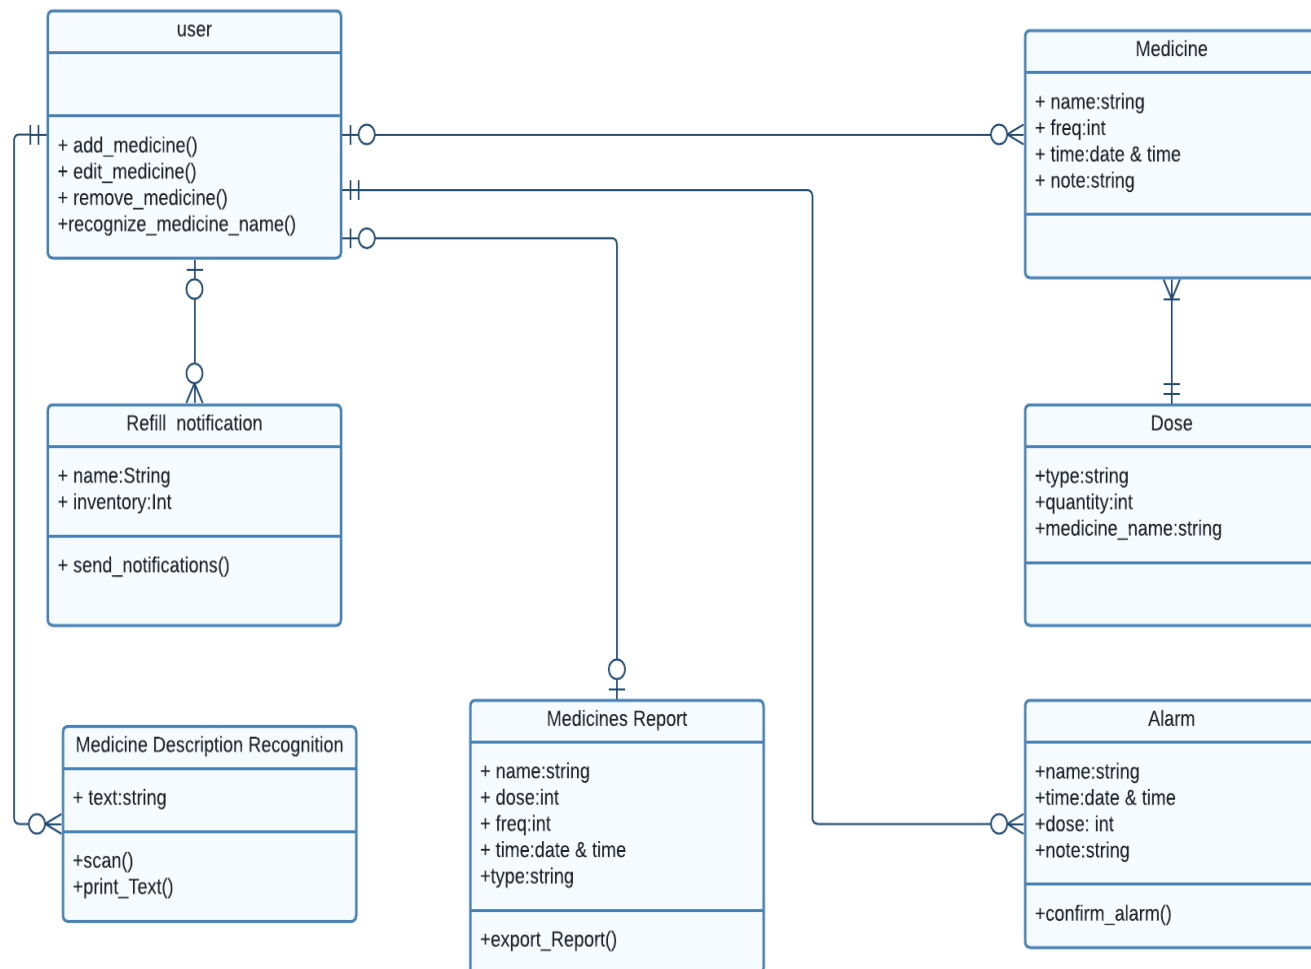 user
+ add_medicine()
+ edit_medicine()
+ remove_medicine()
+recognize_medicine_name()
Medicine
+ name:string
+ freq:int
+ time:date & time
+ note:string
Refill  notification
+ name:String
+ inventory:Int
+ send_notifications()
Dose
+type:string
+quantity:int
+medicine_name:string
Medicine Description Recognition
+ text:string
+scan()
+print_Text()
Medicines Report
+ name:string
+ dose:int
+ freq:int
+ time:date & time
+type:string
+export_Report()
Alarm
+name:string
+time:date & time
+dose: int
+note:string
+confirm_alarm()